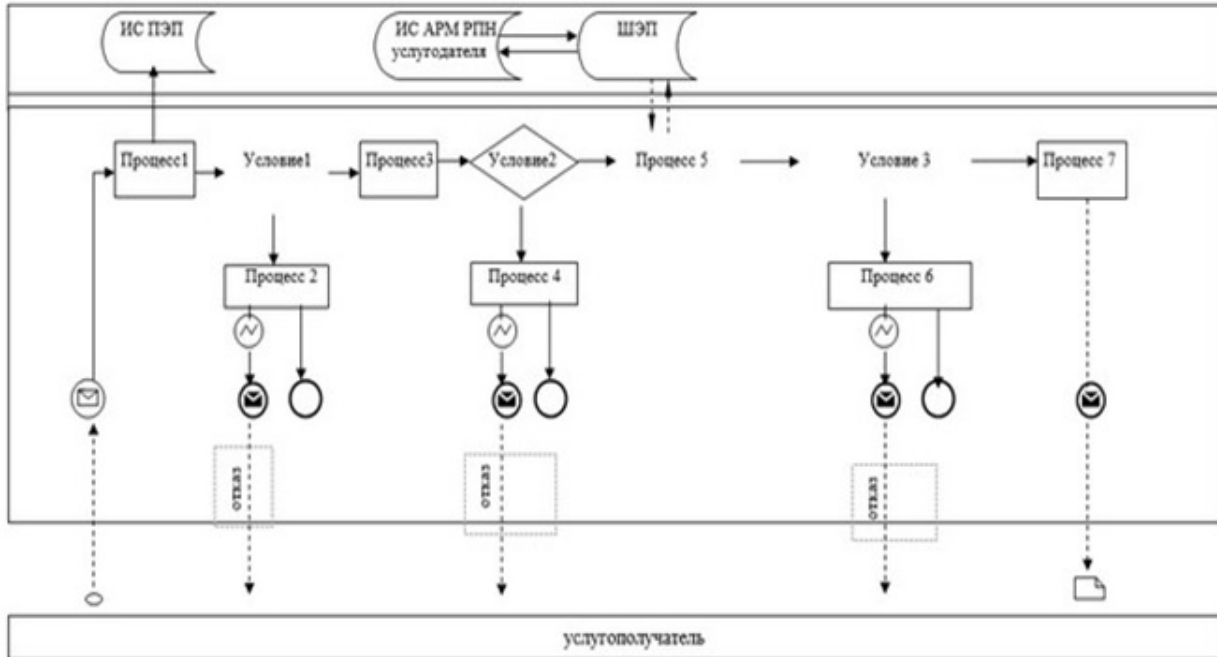 ИС ПЭП
ИС АРМ РПН
услугодателя
ШЭП
Процесс1
Условие1
Процесс3
Условие2
Процесс 5
Условие 3
Процесс 7
Процесс 2
Процесс 4
Процесс 6
отказ
отказ
отказ
услугополучатель